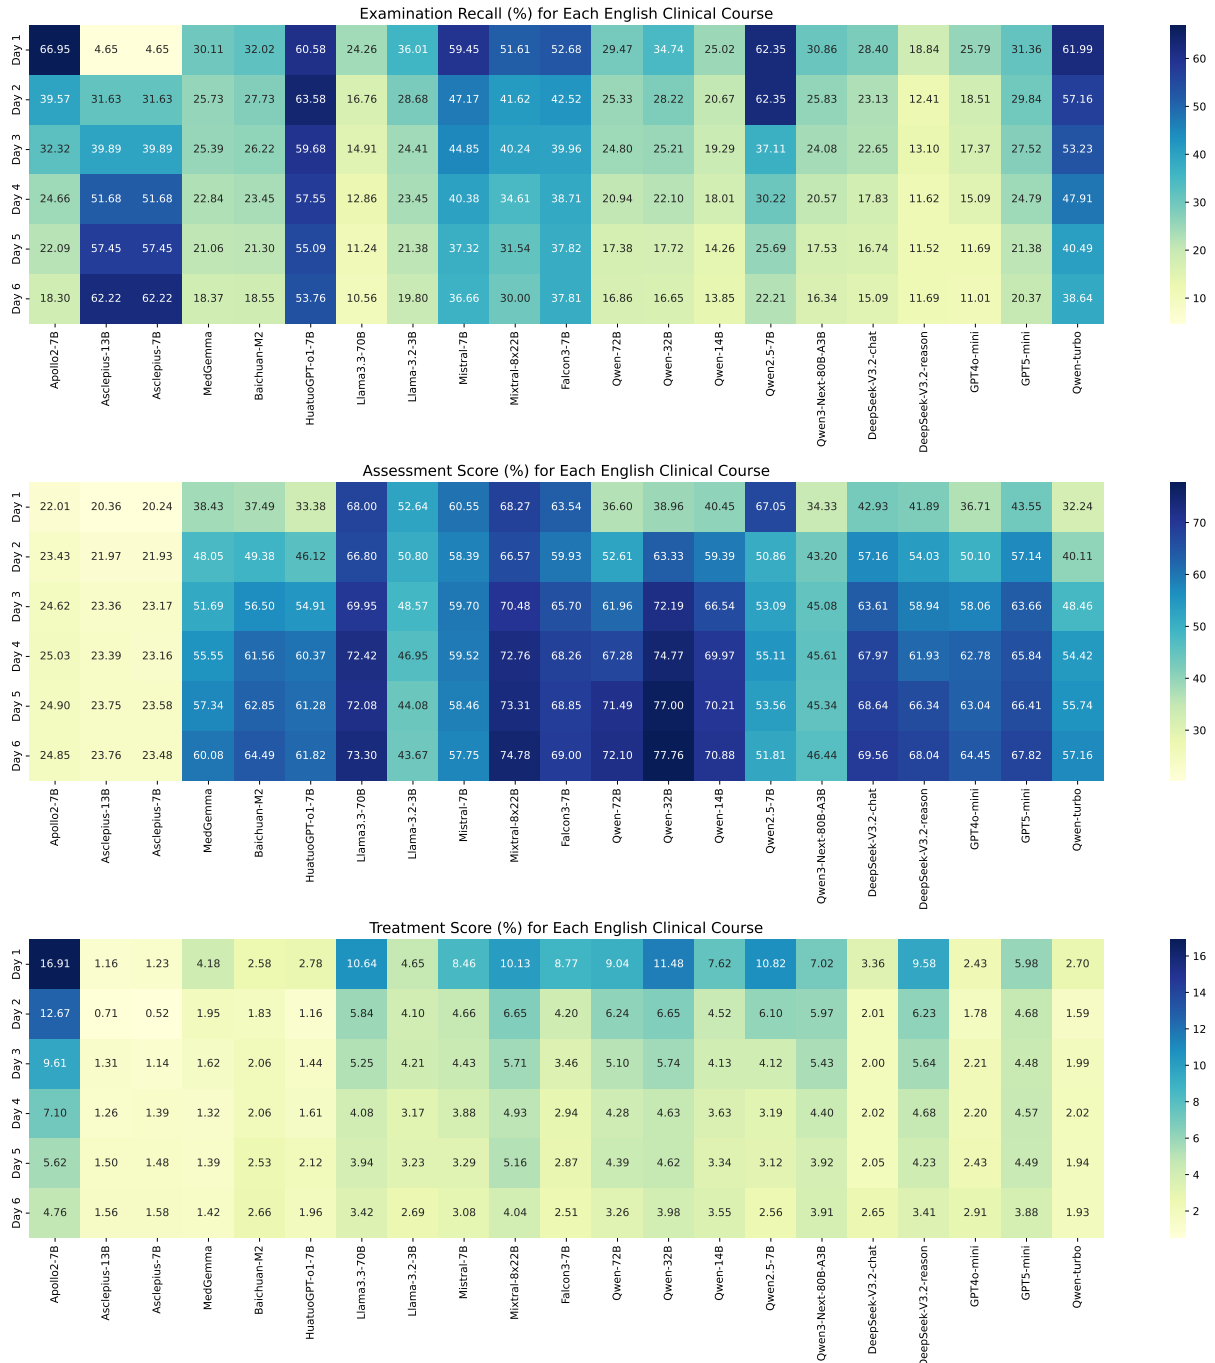 Examination Recall (%) for Each English Clinical Course
Day 1 66.95 4.65 4.65 30.11 32.02 60.58 24.26 36.01 59.45 51.61 52.68 29.47 34.74 25.02 62.35 30.86 28.40 18.84 25.79 31.36 61.99
Day 2 39.57 31.63 31.63 25.73 27.73 63.58 16.76 28.68 47.17 41.62 42.52 25.33 28.22 20.67 62.35 25.83 23.13 12.41 18.51 29.84 57.16
Day 3 32.32 39.89 39.89 25.39 26.22 59.68 14.91 24.41 44.85 40.24 39.96 24.80 25.21 19.29 37.11 24.08 22.65 13.10 17.37 27.52 53.23
Day 4 24.66 51.68 51.68 22.84 23.45 57.55 12.86 23.45 40.38 34.61 38.71 20.94 22.10 18.01 30.22 20.57 17.83 11.62 15.09 24.79 47.91
Day 5 22.09 57.45 57.45 21.06 21.30 55.09 11.24 21.38 37.32 31.54 37.82 17.38 17.72 14.26 25.69 17.53 16.74 11.52 11.69 21.38 40.49
Day 6 18.30 62.22 62.22 18.37 18.55 53.76 10.56 19.80 36.66 30.00 37.81 16.86 16.65 13.85 22.21 16.34 15.09 11.69 11.01 20.37 38.64
Apollo2-7B Asclepius-13B Asclepius-7B MedGemma Baichuan-M2 HuatuoGPT-o1-7B Llama3.3-70B Llama-3.2-3B Mistral-7B Mixtral-8x22B Falcon3-7B Qwen-72B Qwen-32B Qwen-14B Qwen2.5-7B Qwen3-Next-80B-A3B DeepSeek-V3.2-chat DeepSeek-V3.2-reason GPT4o-mini GPT5-mini Qwen-turbo
60
50
40
30
20
10
Assessment Score (%) for Each English Clinical Course
Day 1 22.01 20.36 20.24 38.43 37.49 33.38 68.00 52.64 60.55 68.27 63.54 36.60 38.96 40.45 67.05 34.33 42.93 41.89 36.71 43.55 32.24
Day 2 23.43 21.97 21.93 48.05 49.38 46.12 66.80 50.80 58.39 66.57 59.93 52.61 63.33 59.39 50.86 43.20 57.16 54.03 50.10 57.14 40.11
Day 3 24.62 23.36 23.17 51.69 56.50 54.91 69.95 48.57 59.70 70.48 65.70 61.96 72.19 66.54 53.09 45.08 63.61 58.94 58.06 63.66 48.46
Day 4 25.03 23.39 23.16 55.55 61.56 60.37 72.42 46.95 59.52 72.76 68.26 67.28 74.77 69.97 55.11 45.61 67.97 61.93 62.78 65.84 54.42
Day 5 24.90 23.75 23.58 57.34 62.85 61.28 72.08 44.08 58.46 73.31 68.85 71.49 77.00 70.21 53.56 45.34 68.64 66.34 63.04 66.41 55.74
Day 6 24.85 23.76 23.48 60.08 64.49 61.82 73.30 43.67 57.75 74.78 69.00 72.10 77.76 70.88 51.81 46.44 69.56 68.04 64.45 67.82 57.16
Apollo2-7B Asclepius-13B Asclepius-7B MedGemma Baichuan-M2 HuatuoGPT-o1-7B Llama3.3-70B Llama-3.2-3B Mistral-7B Mixtral-8x22B Falcon3-7B Qwen-72B Qwen-32B Qwen-14B Qwen2.5-7B Qwen3-Next-80B-A3B DeepSeek-V3.2-chat DeepSeek-V3.2-reason GPT4o-mini GPT5-mini Qwen-turbo
70
60
50
40
30
Treatment Score (%) for Each English Clinical Course
Day 1 16.91 1.16 1.23 4.18 2.58 2.78 10.64 4.65 8.46 10.13 8.77 9.04 11.48 7.62 10.82 7.02 3.36 9.58 2.43 5.98 2.70
Day 2 12.67 0.71 0.52 1.95 1.83 1.16 5.84 4.10 4.66 6.65 4.20 6.24 6.65 4.52 6.10 5.97 2.01 6.23 1.78 4.68 1.59
Day 3 9.61 1.31 1.14 1.62 2.06 1.44 5.25 4.21 4.43 5.71 3.46 5.10 5.74 4.13 4.12 5.43 2.00 5.64 2.21 4.48 1.99
Day 4 7.10 1.26 1.39 1.32 2.06 1.61 4.08 3.17 3.88 4.93 2.94 4.28 4.63 3.63 3.19 4.40 2.02 4.68 2.20 4.57 2.02
Day 5 5.62 1.50 1.48 1.39 2.53 2.12 3.94 3.23 3.29 5.16 2.87 4.39 4.62 3.34 3.12 3.92 2.05 4.23 2.43 4.49 1.94
Day 6 4.76 1.56 1.58 1.42 2.66 1.96 3.42 2.69 3.08 4.04 2.51 3.26 3.98 3.55 2.56 3.91 2.65 3.41 2.91 3.88 1.93
Apollo2-7B Asclepius-13B Asclepius-7B MedGemma Baichuan-M2 HuatuoGPT-o1-7B Llama3.3-70B Llama-3.2-3B Mistral-7B Mixtral-8x22B Falcon3-7B Qwen-72B Qwen-32B Qwen-14B Qwen2.5-7B Qwen3-Next-80B-A3B DeepSeek-V3.2-chat DeepSeek-V3.2-reason GPT4o-mini GPT5-mini Qwen-turbo
16
14
12
10
8
6
4
2